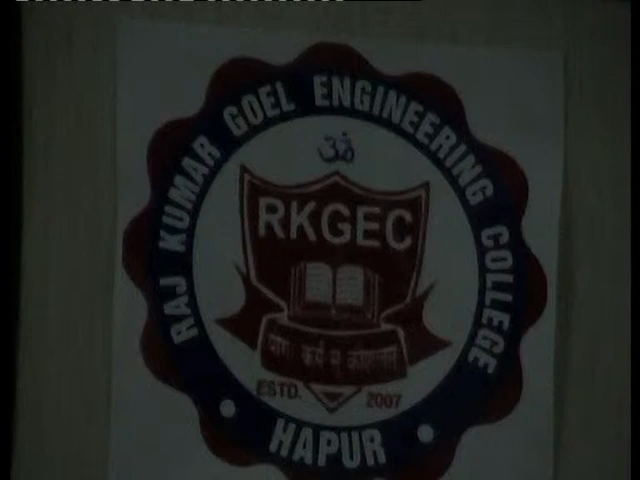 RAJ KUMAR GOEL ENGINEERING COLLEGE
ॐ
RKGEC
ESTD. 2007
HAPUR